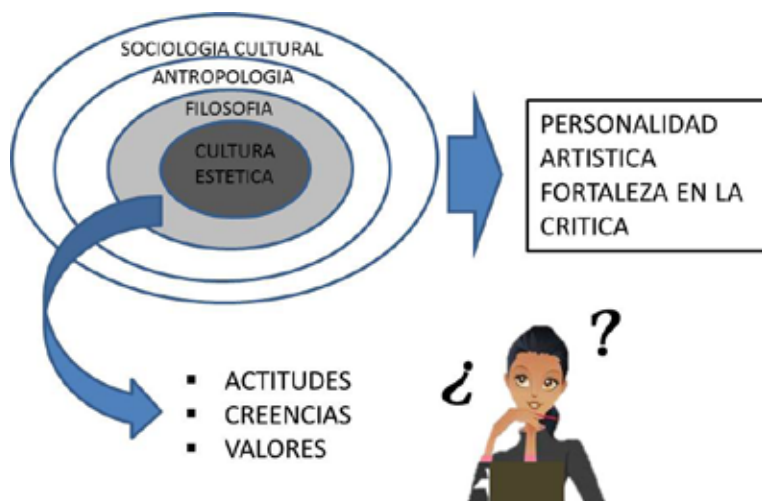 SOCIOLOGIA CULTURAL
ANTROPOLOGIA
FILOSOFIA
CULTURA
ESTETICA
PERSONALIDAD
ARTISTICA
FORTALEZA EN LA
CRITICA
▪ ACTITUDES
▪ CREENCIAS
▪ VALORES
¿ ?